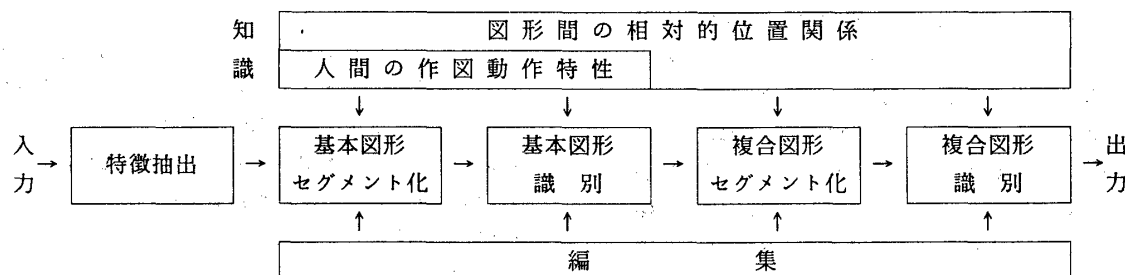 知識
図形間の相対的位置関係
人間の作図動作特性
入力
特徴抽出
基本図形
セグメント化
基本図形
識別
複合図形
セグメント化
複合図形
識別
出力
編集